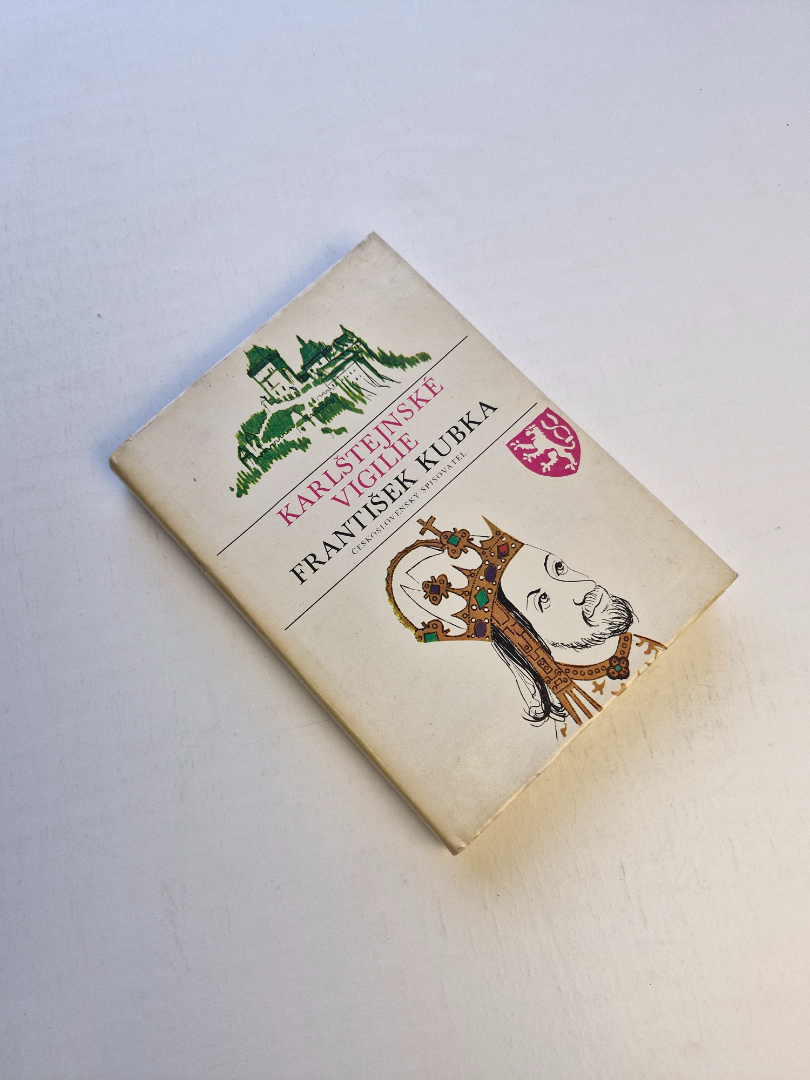 KARLŠTEJNSKÉ
VIGILIE
FRANTIŠEK KUBKA
ČESKOSLOVENSKÝ SPISOVATEL